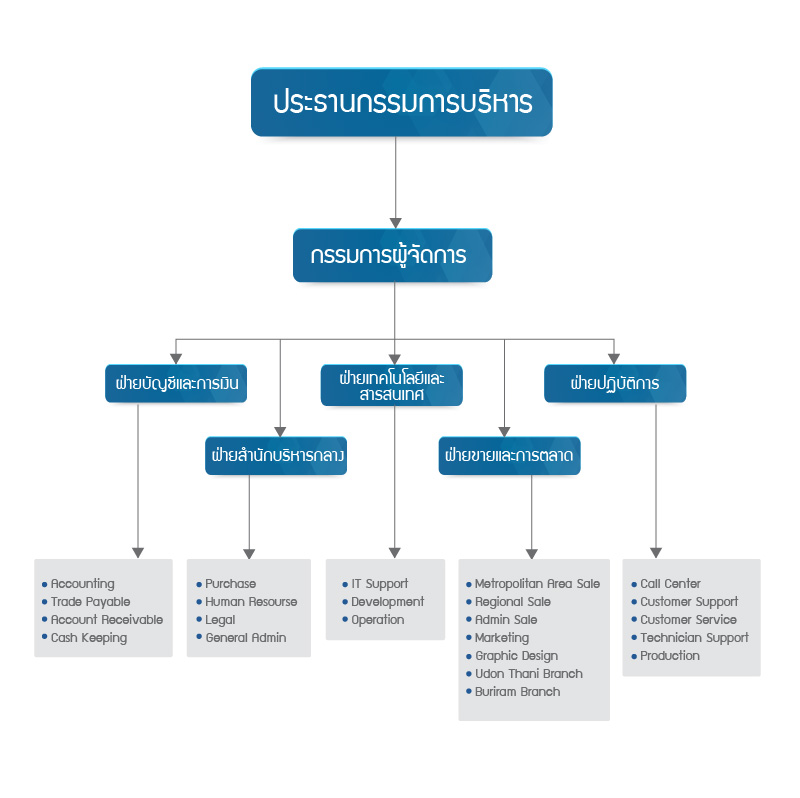 ประธานกรรมการบริหาร
กรรมการผู้จัดการ
ฝ่ายบัญชีและการเงิน
ฝ่ายเทคโนโลยีและ
สารสนเทศ
ฝ่ายปฏิบัติการ
ฝ่ายสำนักบริหารกลาง
ฝ่ายขายและการตลาด
Accounting
Trade Payable
Account Receivable
Cash Keeping
Purchase
Human Resourse
Legal
General Admin
IT Support
Development
Operation
Metropolitan Area Sale
Regional Sale
Admin Sale
Marketing
Graphic Design
Udon Thani Branch
Buriram Branch
Call Center
Customer Support
Customer Service
Technician Support
Production